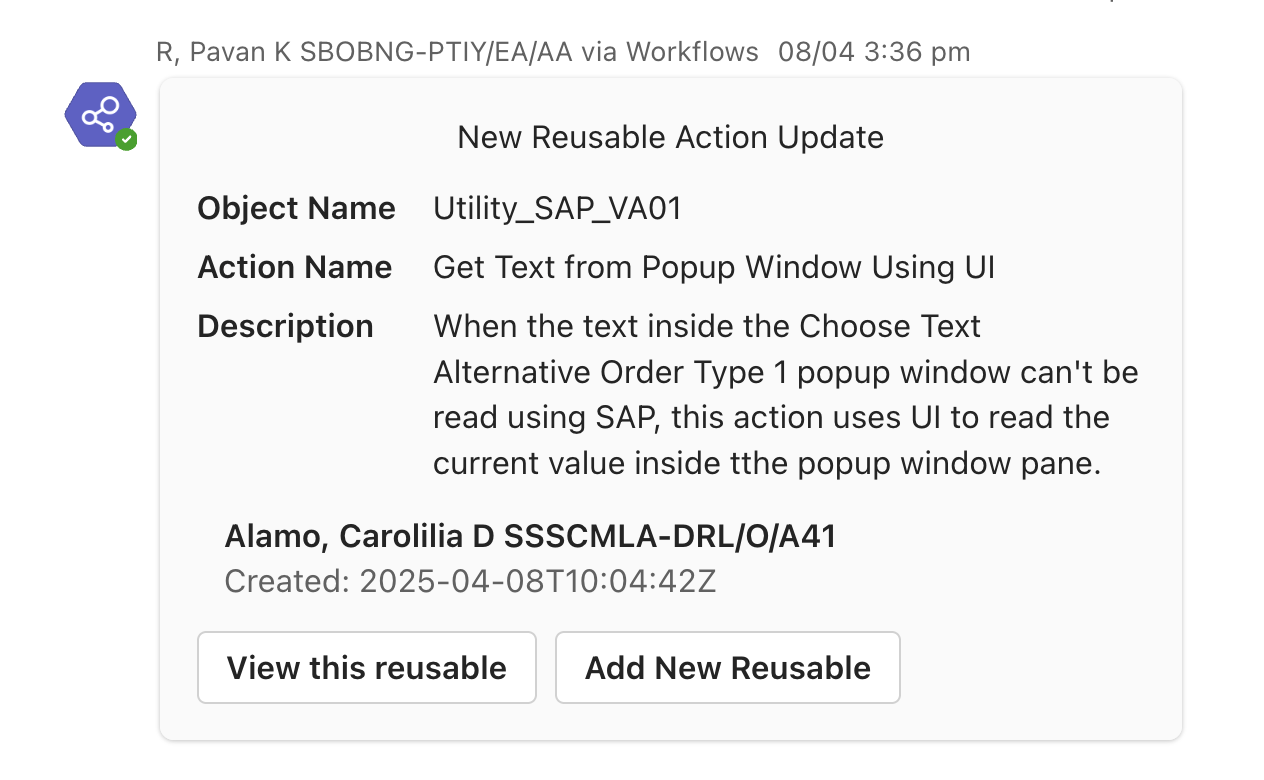 R, Pavan K SBOBNG-PTIY/EA/AA via Workflows 08/04 3:36 pm
New Reusable Action Update
Object Name Utility_SAP_VA01
Action Name Get Text from Popup Window Using UI
Description When the text inside the Choose Text
Alternative Order Type 1 popup window can't be
read using SAP, this action uses UI to read the
current value inside tthe popup window pane.
Alamo, Carolilia D SSSCMLA-DRL/O/A41
Created: 2025-04-08T10:04:42Z
View this reusable Add New Reusable